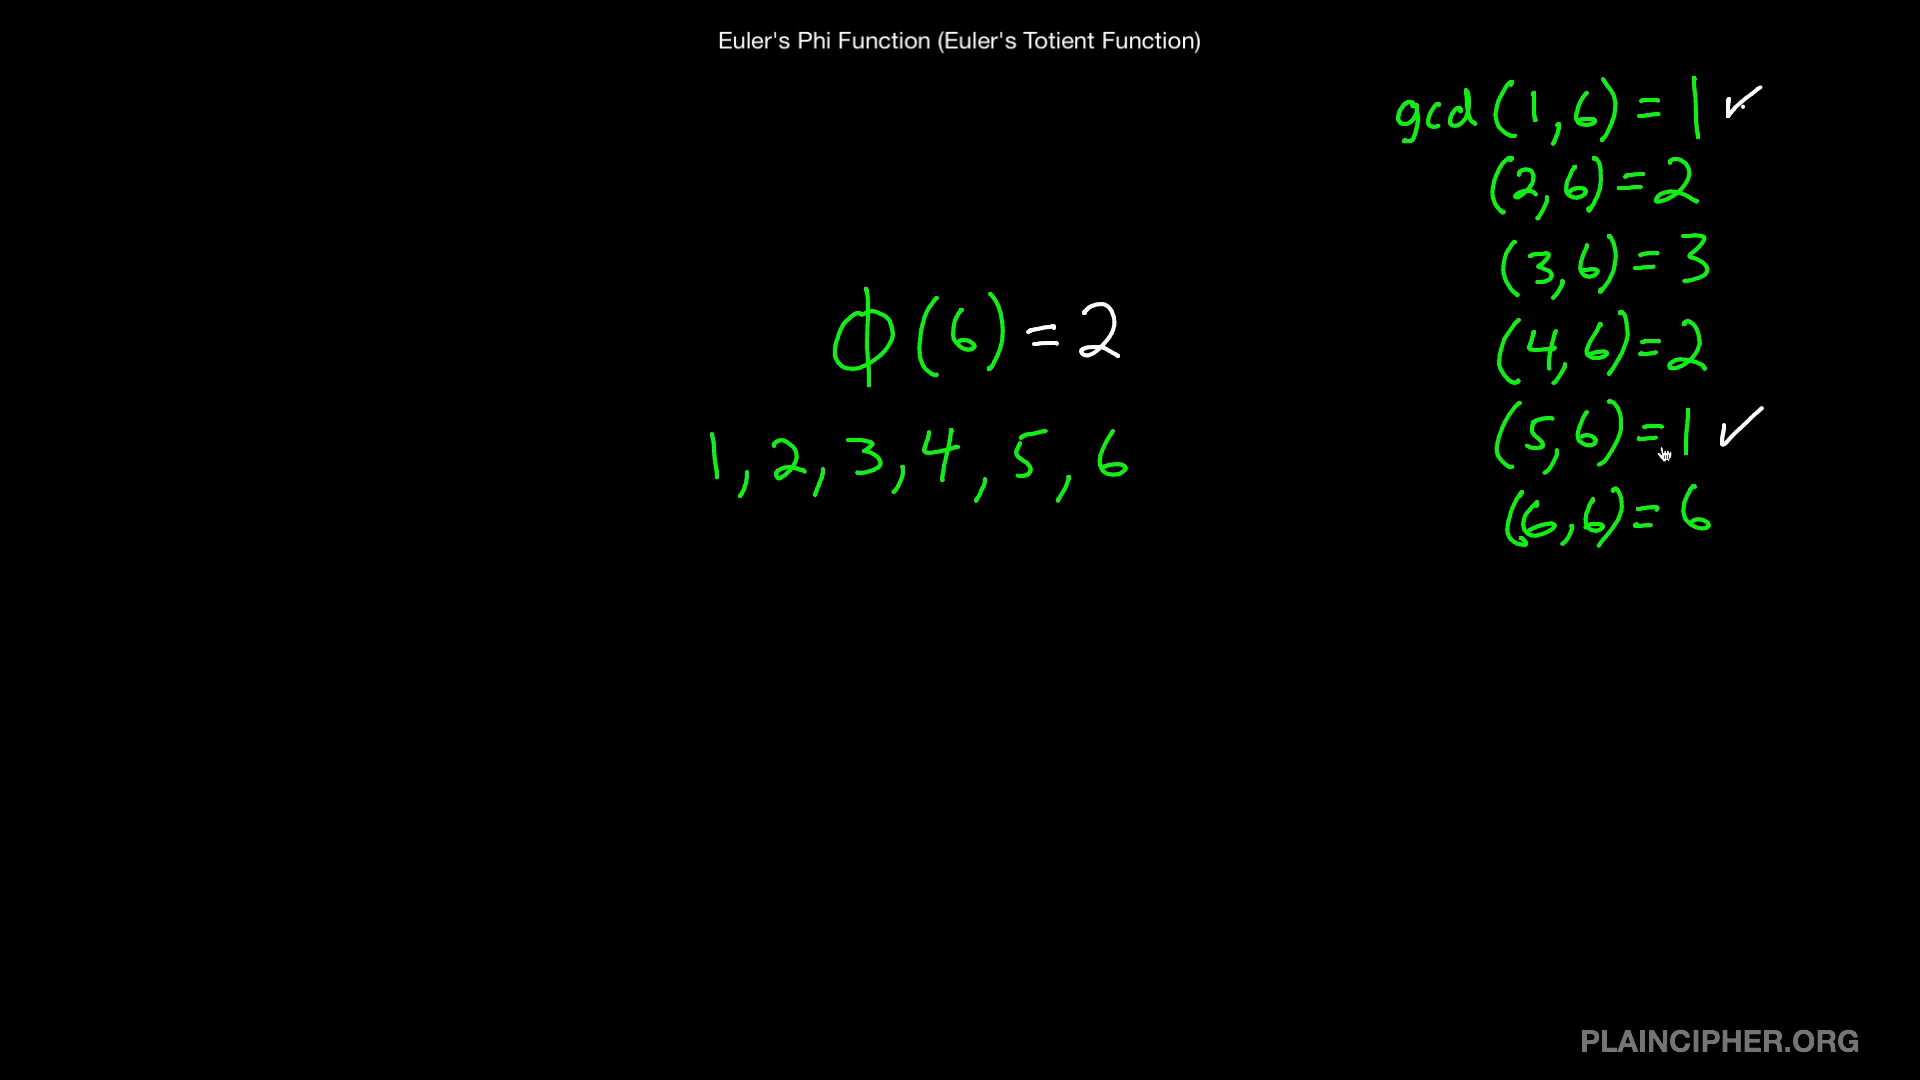 Euler's Phi Function (Euler's Totient Function)
gcd (1,6) = 1 ✓
(2,6) = 2
(3,6) = 3
(4,6) = 2
(5,6) = 1 ✓
(6,6) = 6
ϕ (6) = 2
1, 2, 3, 4, 5, 6
PLAINCIPHER.ORG